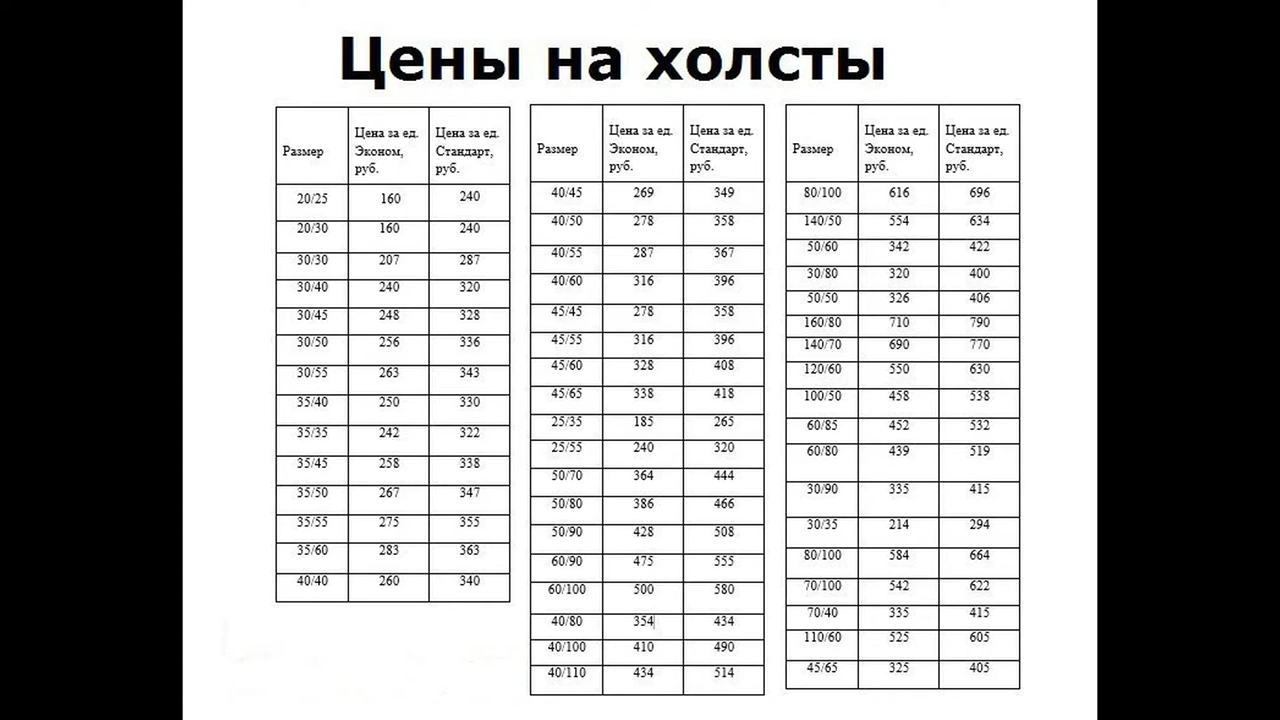 Цены на холсты
Размер Цена за ед. Эконом, руб. Цена за ед. Стандарт, руб.
20/25 160 240
20/30 160 240
30/30 207 287
30/40 240 320
30/45 248 328
30/50 256 336
30/55 263 343
35/40 250 330
35/35 242 322
35/45 258 338
35/50 267 347
35/55 275 355
35/60 283 363
40/40 260 340
Размер Цена за ед. Эконом, руб. Цена за ед. Стандарт, руб.
40/45 269 349
40/50 278 358
40/55 287 367
40/60 316 396
45/45 278 358
45/55 316 396
45/60 328 408
45/65 338 418
25/35 185 265
25/55 240 320
50/70 364 444
50/80 386 466
50/90 428 508
60/90 475 555
60/100 500 580
40/80 354 434
40/100 410 490
40/110 434 514
Размер Цена за ед. Эконом, руб. Цена за ед. Стандарт, руб.
80/100 616 696
140/50 554 634
50/60 342 422
30/80 320 400
50/50 326 406
160/80 710 790
140/70 690 770
120/60 550 630
100/50 458 538
60/85 452 532
60/80 439 519
30/90 335 415
30/35 214 294
80/100 584 664
70/100 542 622
70/40 335 415
110/60 525 605
45/65 325 405